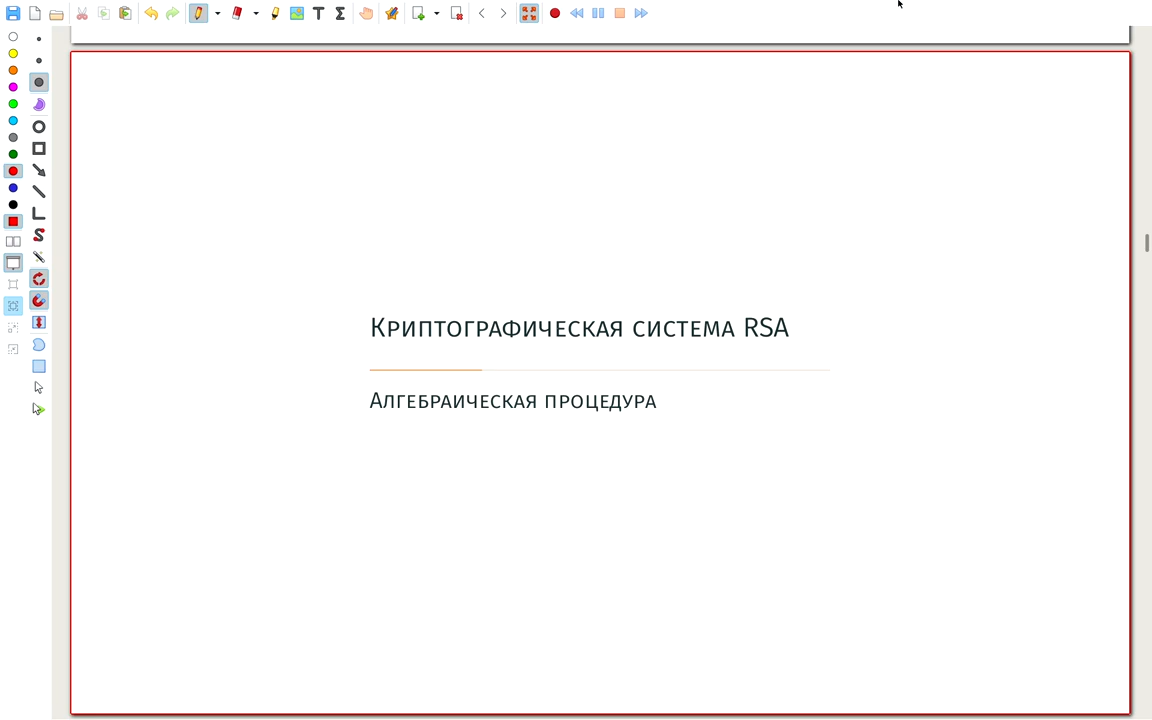 Криптографическая система RSA
Алгебраическая процедура